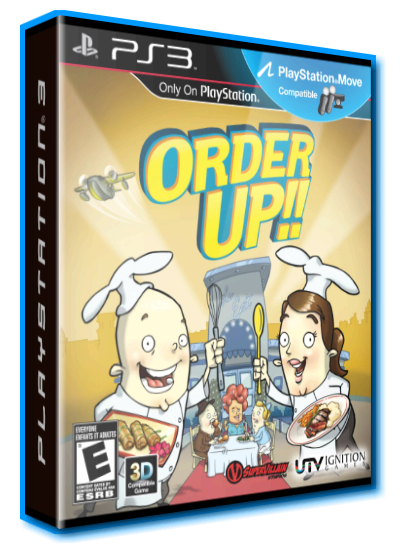 PLAYSTATION®3
PS3
PlayStation®Move
Compatible
Only On PlayStation®
ORDER
UP!!
EVERYONE
ENFANTS ET ADULTES
E
ESRB
3D
Compatible
Game
SUPERVILLAIN
UTV IGNITION
GAMES